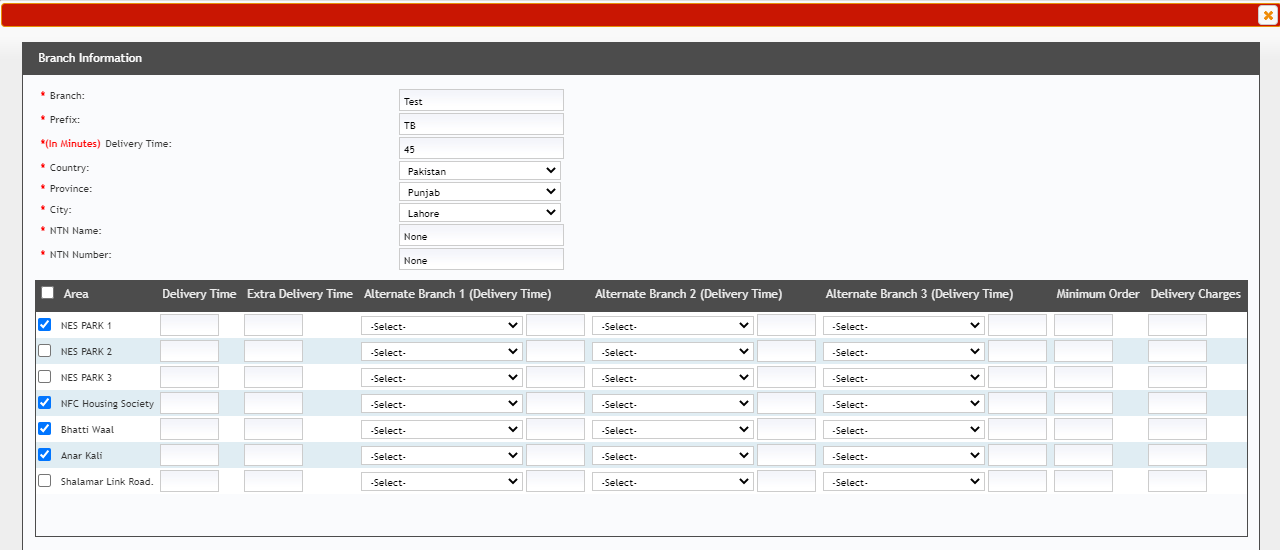 Branch Information
* Branch: Test
* Prefix: TB
*(In Minutes) Delivery Time: 45
* Country: Pakistan
* Province: Punjab
* City: Lahore
* NTN Name: None
* NTN Number: None
Area Delivery Time Extra Delivery Time Alternate Branch 1 (Delivery Time) Alternate Branch 2 (Delivery Time) Alternate Branch 3 (Delivery Time) Minimum Order Delivery Charges
NES PARK 1 -Select- -Select- -Select-
NES PARK 2 -Select- -Select- -Select-
NES PARK 3 -Select- -Select- -Select-
NFC Housing Society -Select- -Select- -Select-
Bhatti Waal -Select- -Select- -Select-
Anar Kali -Select- -Select- -Select-
Shalamar Link Road. -Select- -Select- -Select-